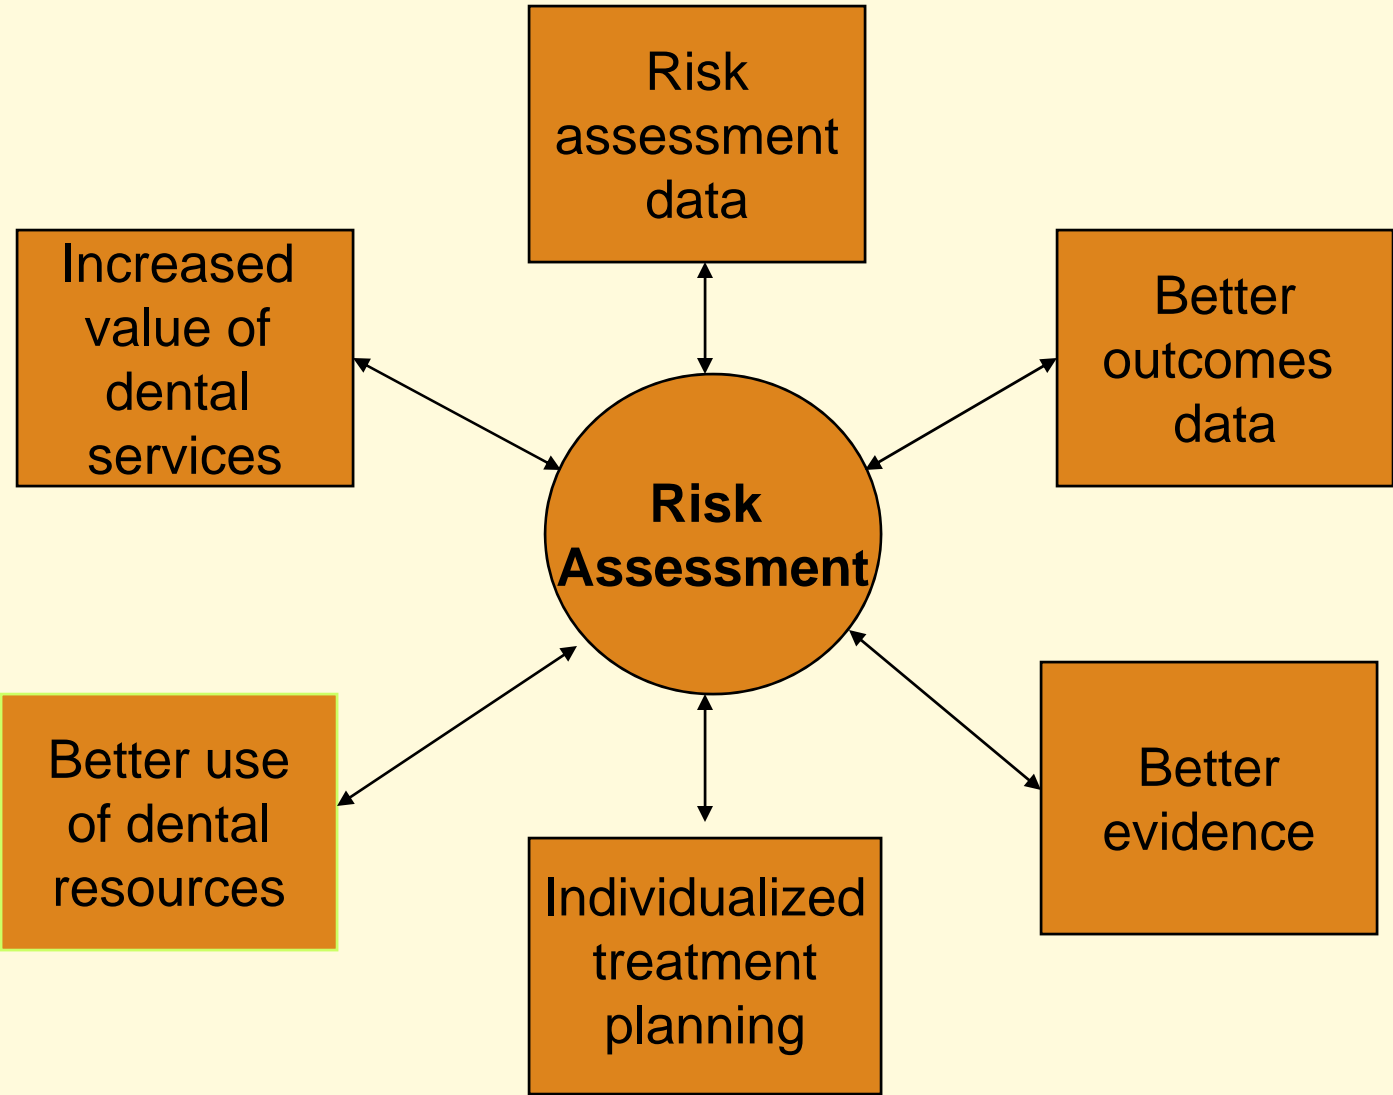 Risk
assessment
data
Increased
value of
dental
services
Better
outcomes
data
Risk
Assessment
Better use
of dental
resources
Individualized
treatment
planning
Better
evidence